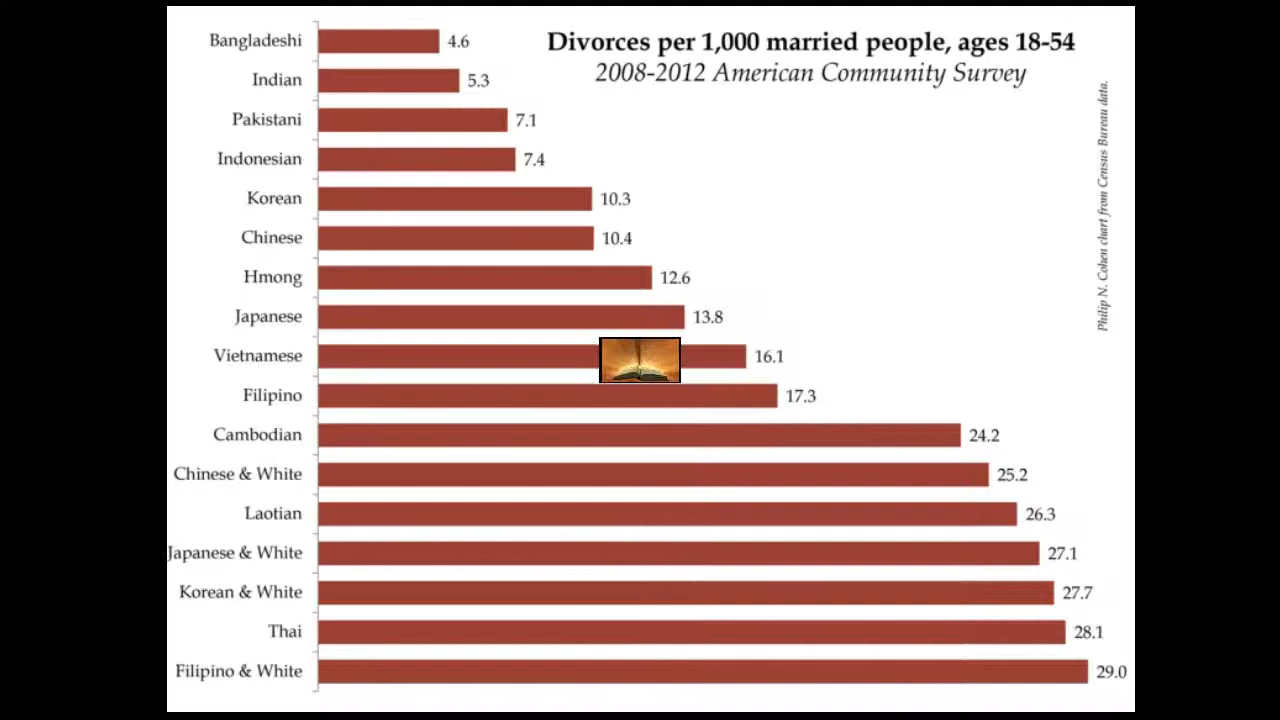 Divorces per 1,000 married people, ages 18-54
2008-2012 American Community Survey
Bangladeshi 4.6
Indian 5.3
Pakistani 7.1
Indonesian 7.4
Korean 10.3
Chinese 10.4
Hmong 12.6
Japanese 13.8
Vietnamese 16.1
Filipino 17.3
Cambodian 24.2
Chinese & White 25.2
Laotian 26.3
Japanese & White 27.1
Korean & White 27.7
Thai 28.1
Filipino & White 29.0
Philip N. Cohen chart from Census Bureau data.